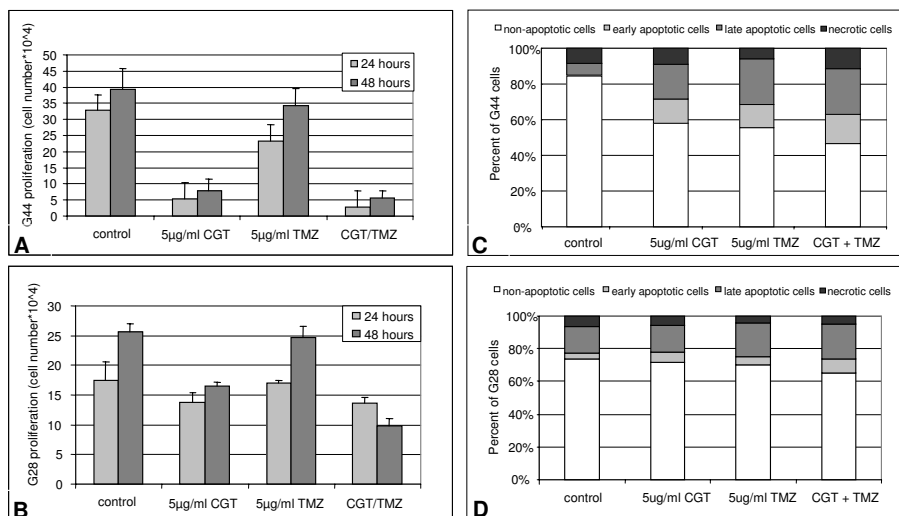 50
45
40
35
30
25
20
15
10
5
0
G44 proliferation (cell number*10^4)
24 hours
48 hours
control 5µg/ml CGT 5µg/ml TMZ CGT/TMZ
A
non-apoptotic cells early apoptotic cells late apoptotic cells necrotic cells
100%
80%
60%
40%
20%
0%
Percent of G44 cells
control 5ug/ml CGT 5ug/ml TMZ CGT + TMZ
C
30
25
20
15
10
5
0
G28 proliferation (cell number*10^4)
24 hours
48 hours
control 5µg/ml CGT 5µg/ml TMZ CGT/TMZ
B
non-apoptotic cells early apoptotic cells late apoptotic cells necrotic cells
100%
80%
60%
40%
20%
0%
Percent of G28 cells
control 5ug/ml CGT 5ug/ml TMZ CGT + TMZ
D